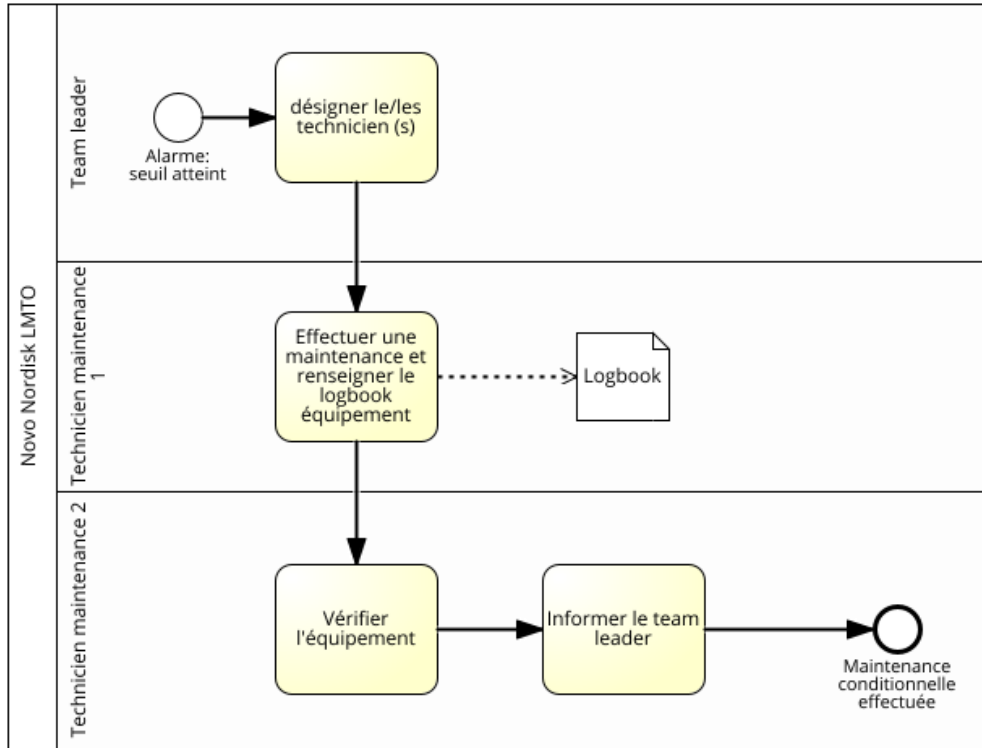 Novo Nordisk LMTO
Team leader
Alarme:
seuil atteint
désigner le/les
technicien (s)
Technicien maintenance
1
Effectuer une
maintenance et
renseigner le
logbook
équipement
Logbook
Technicien maintenance 2
Vérifier
l'équipement
Informer le team
leader
Maintenance
conditionnelle
effectuée